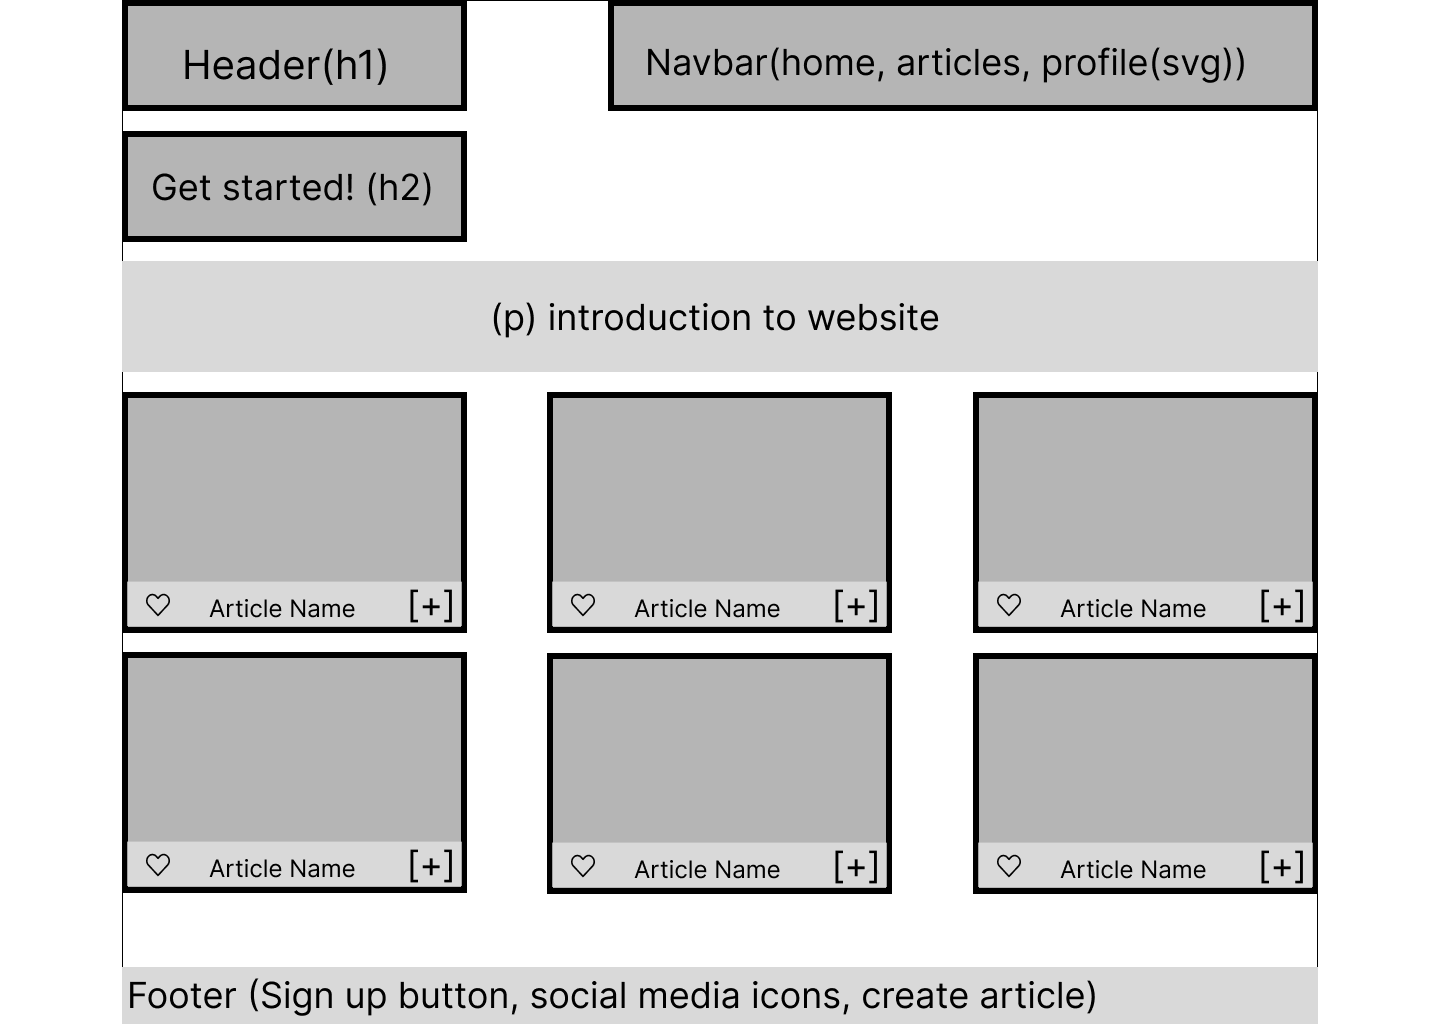 Header(h1)
Navbar(home, articles, profile(svg))
Get started! (h2)
(p) introduction to website
Article Name [+]
Article Name [+]
Article Name [+]
Article Name [+]
Article Name [+]
Article Name [+]
Footer (Sign up button, social media icons, create article)